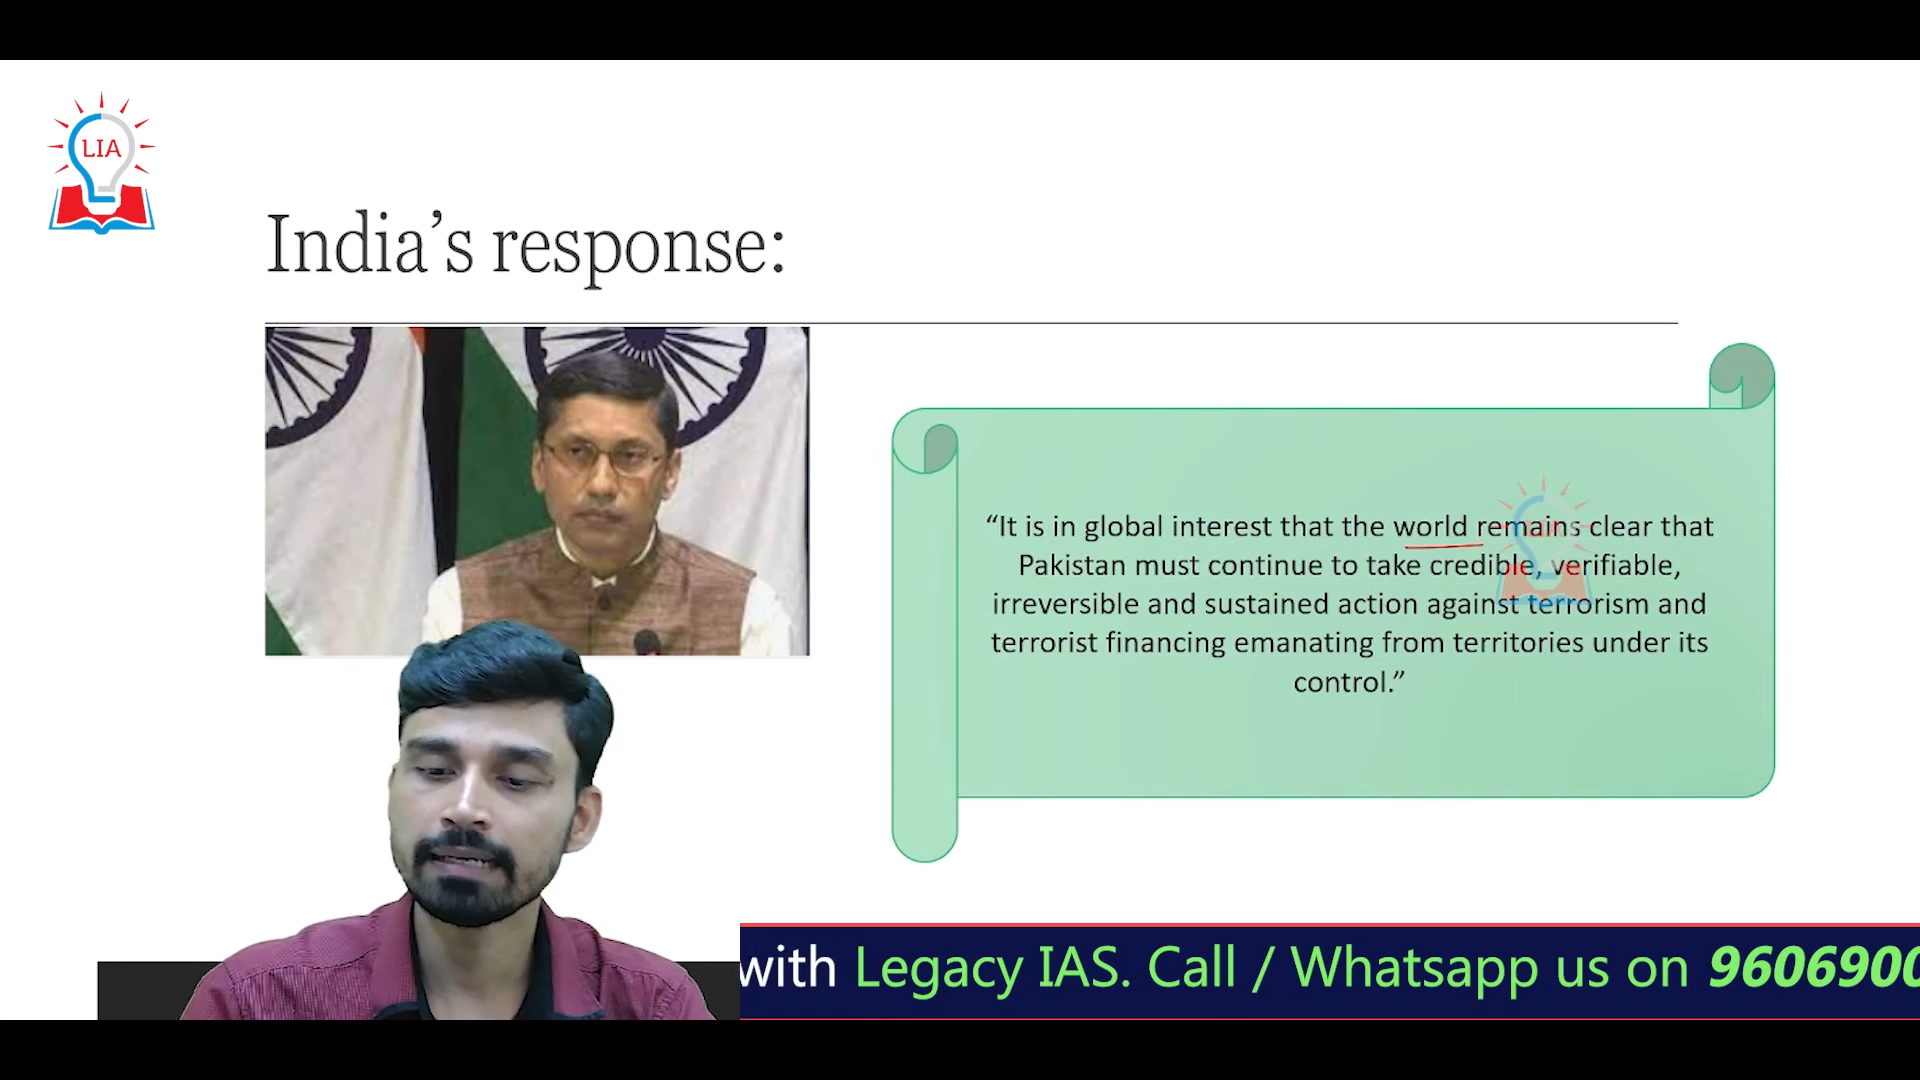 LIA
India’s response:
“It is in global interest that the world remains clear that
Pakistan must continue to take credible, verifiable,
irreversible and sustained action against terrorism and
terrorist financing emanating from territories under its
control.”
with Legacy IAS. Call / Whatsapp us on 960690